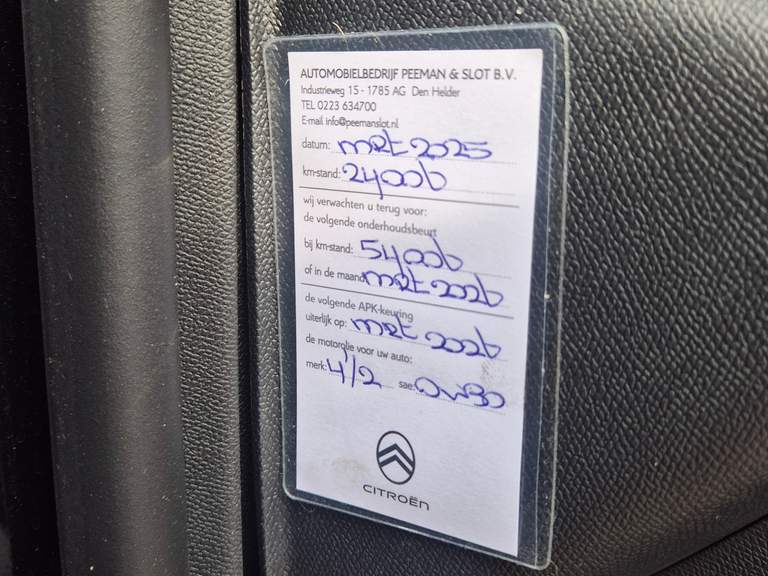 AUTOMOBIELBEDRIJF PEEMAN & SLOT B.V.
Industrieweg 15 - 1785 AG Den Helder
TEL 0223 634700
E-mail info@peemanslot.nl
datum: mrt 2025
km-stand: 24006
wij verwachten u terug voor:
de volgende onderhoudsbeurt
bij km-stand: 54006
of in de maand mrt 2026
de volgende APK-keuring
uiterlijk op: mrt 2026
de motorolie voor uw auto:
merk: 4/2 sae: 0w30
CITROËN